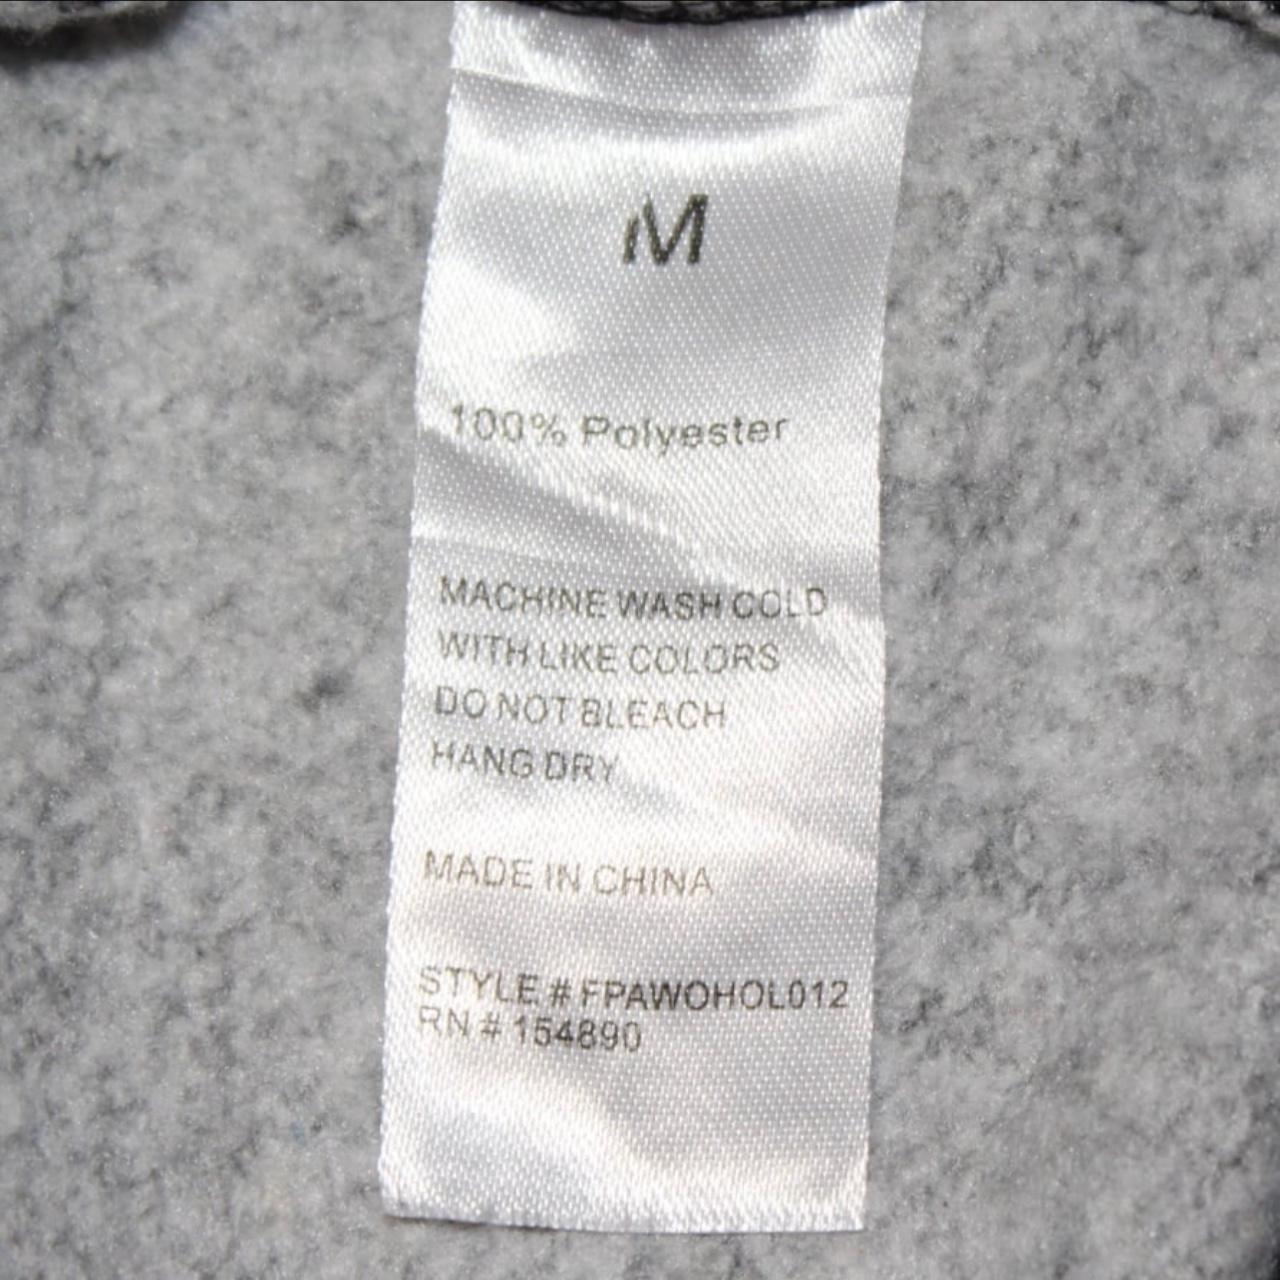 M
100% Polyester
MACHINE WASH COLD
WITH LIKE COLORS
DO NOT BLEACH
HANG DRY
MADE IN CHINA
STYLE # FPAWOHOL012
RN # 154890